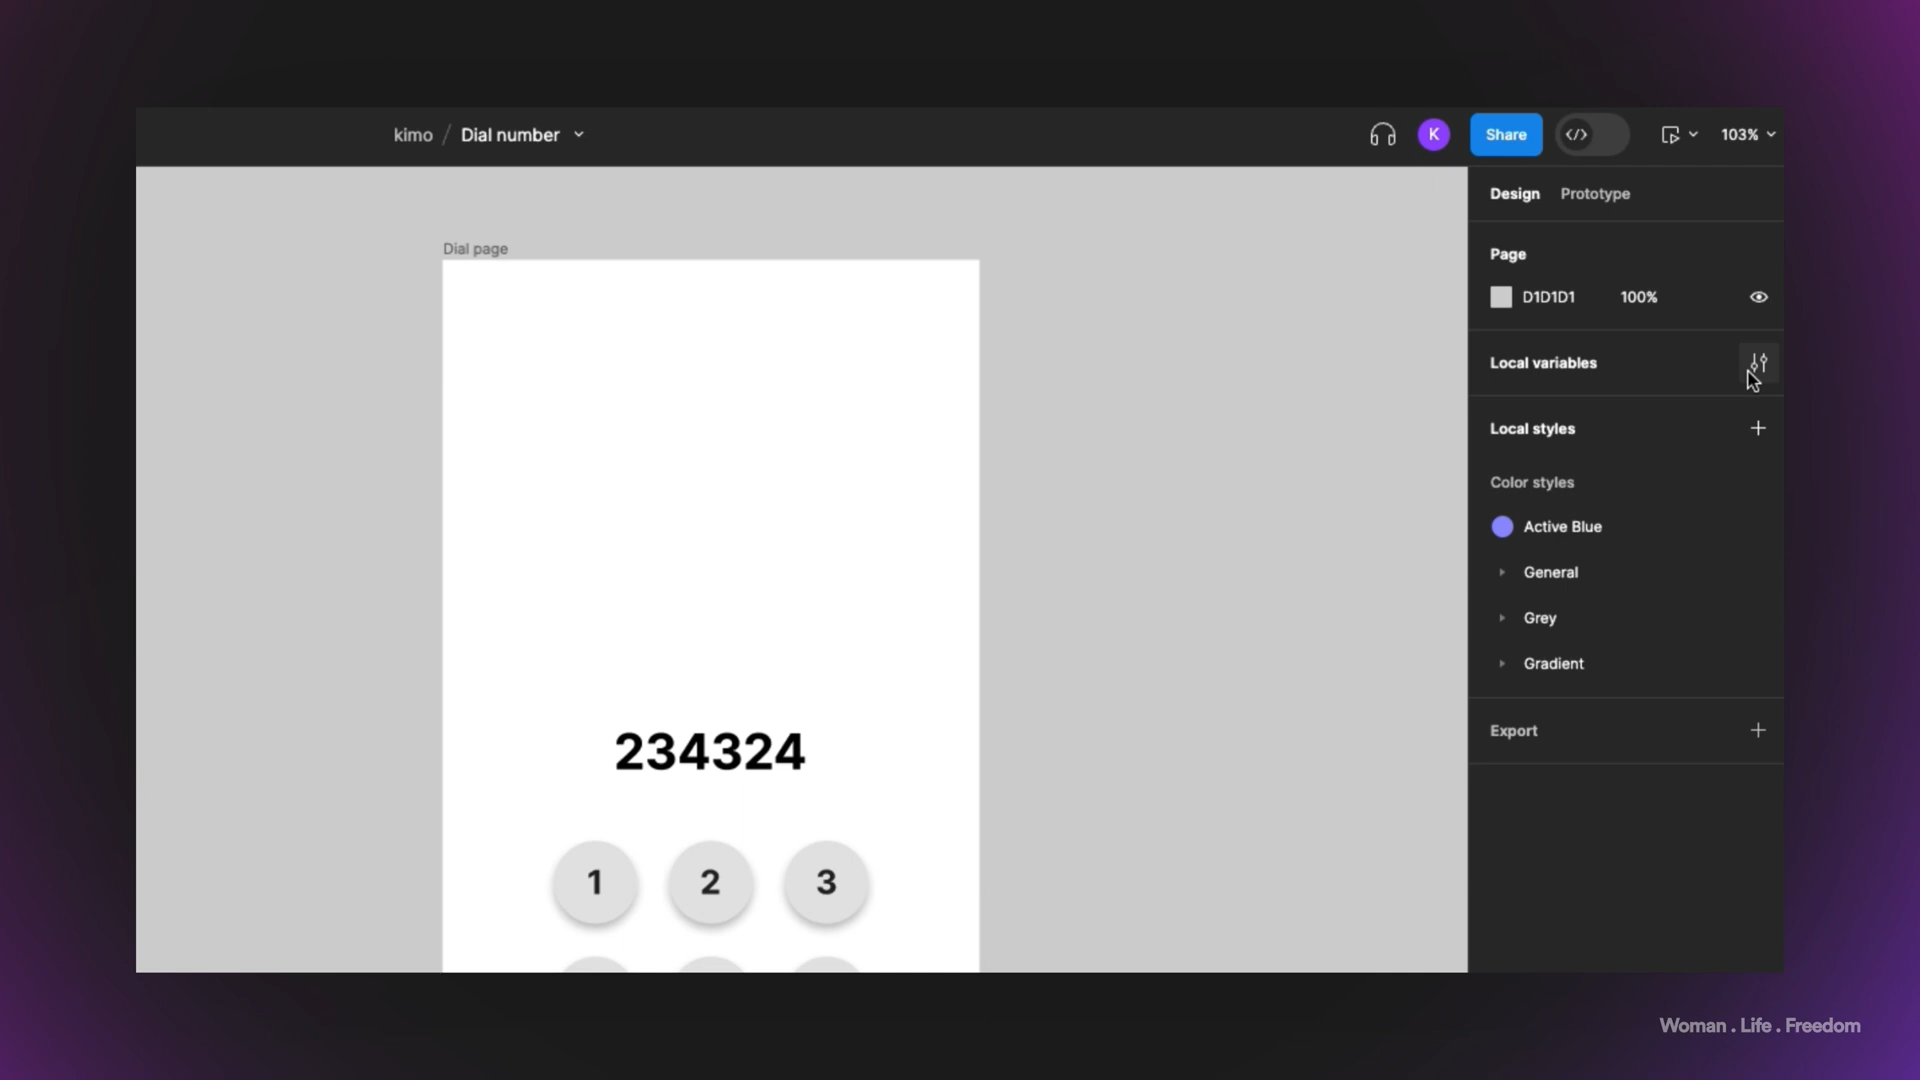 kimo / Dial number
K
Share
</>
103%
Design Prototype
Dial page
Page
D1D1D1 100%
Local variables
Local styles
Color styles
Active Blue
General
Grey
Gradient
Export
234324
1 2 3
Woman . Life . Freedom